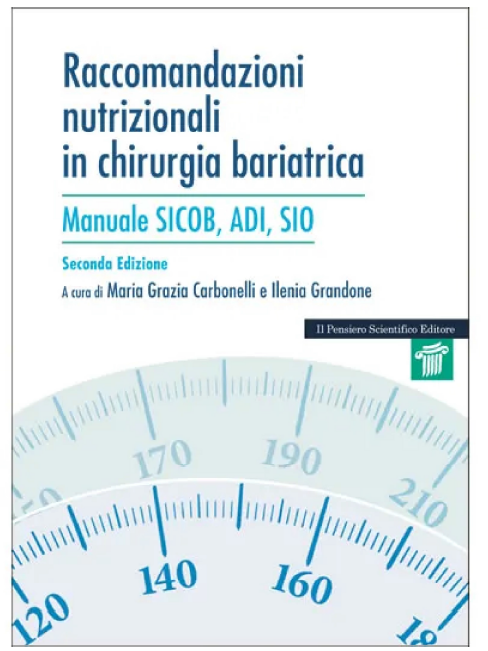 Raccomandazioni
nutrizionali
in chirurgia bariatrica
Manuale SICOB, ADI, SIO
Seconda Edizione
A cura di Maria Grazia Carbonelli e Ilenia Grandone
Il Pensiero Scientifico Editore
170
190
210
120
140
160